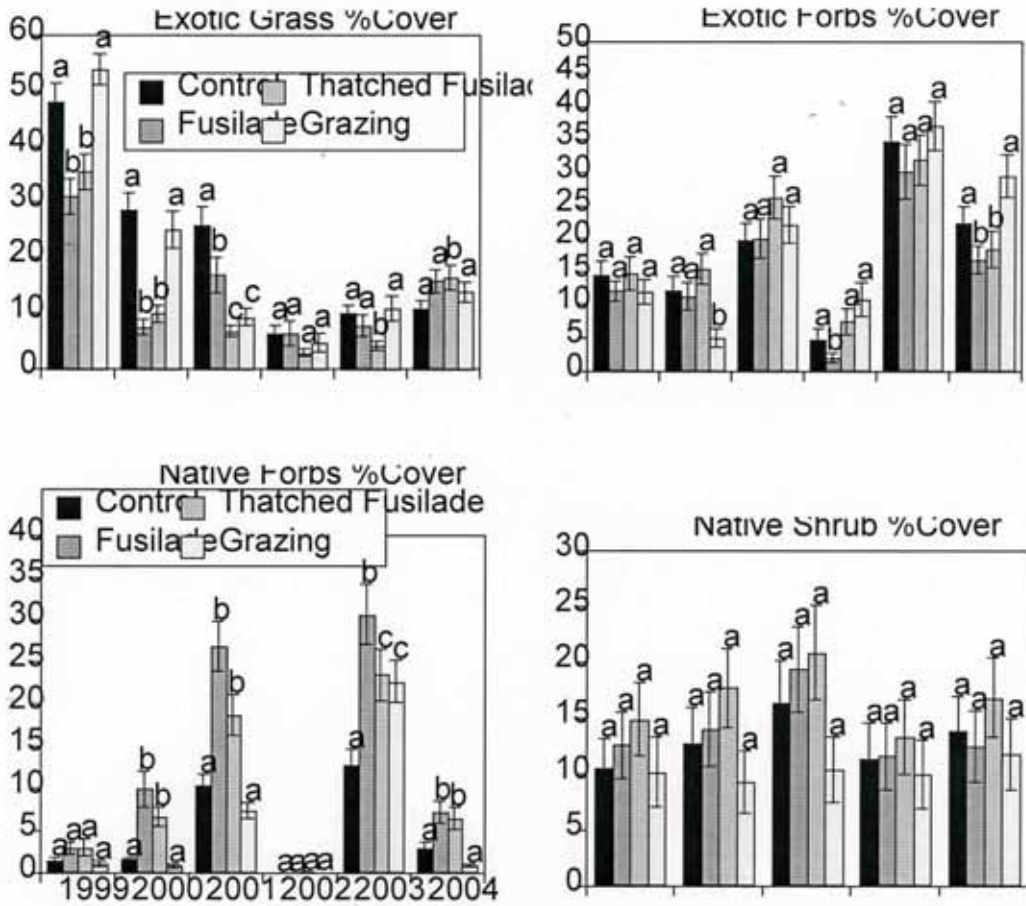 Exotic Grass %Cover
Control Thatched Fusilad
Fusilade Grazing
60
50
40
30
20
10
0
a b b a
a b b a
a b c c
a a a a
a a b a
a a b a
Exotic Forbs %Cover
50
45
40
35
30
25
20
15
10
5
0
a a a a
a a a b
a a a a
a b a a
a a a a
a b b a
Native Forbs %Cover
Control Thatched Fusilade
Fusilade Grazing
40
35
30
25
20
15
10
5
0
a a a a
a b b a
a b b a
a a a a
a b c c
a b b a
1999 2000 2001 2002 2003 2004
Native Shrub %Cover
30
25
20
15
10
5
0
a a a a
a a a a
a a a a
a a a a
a a a a